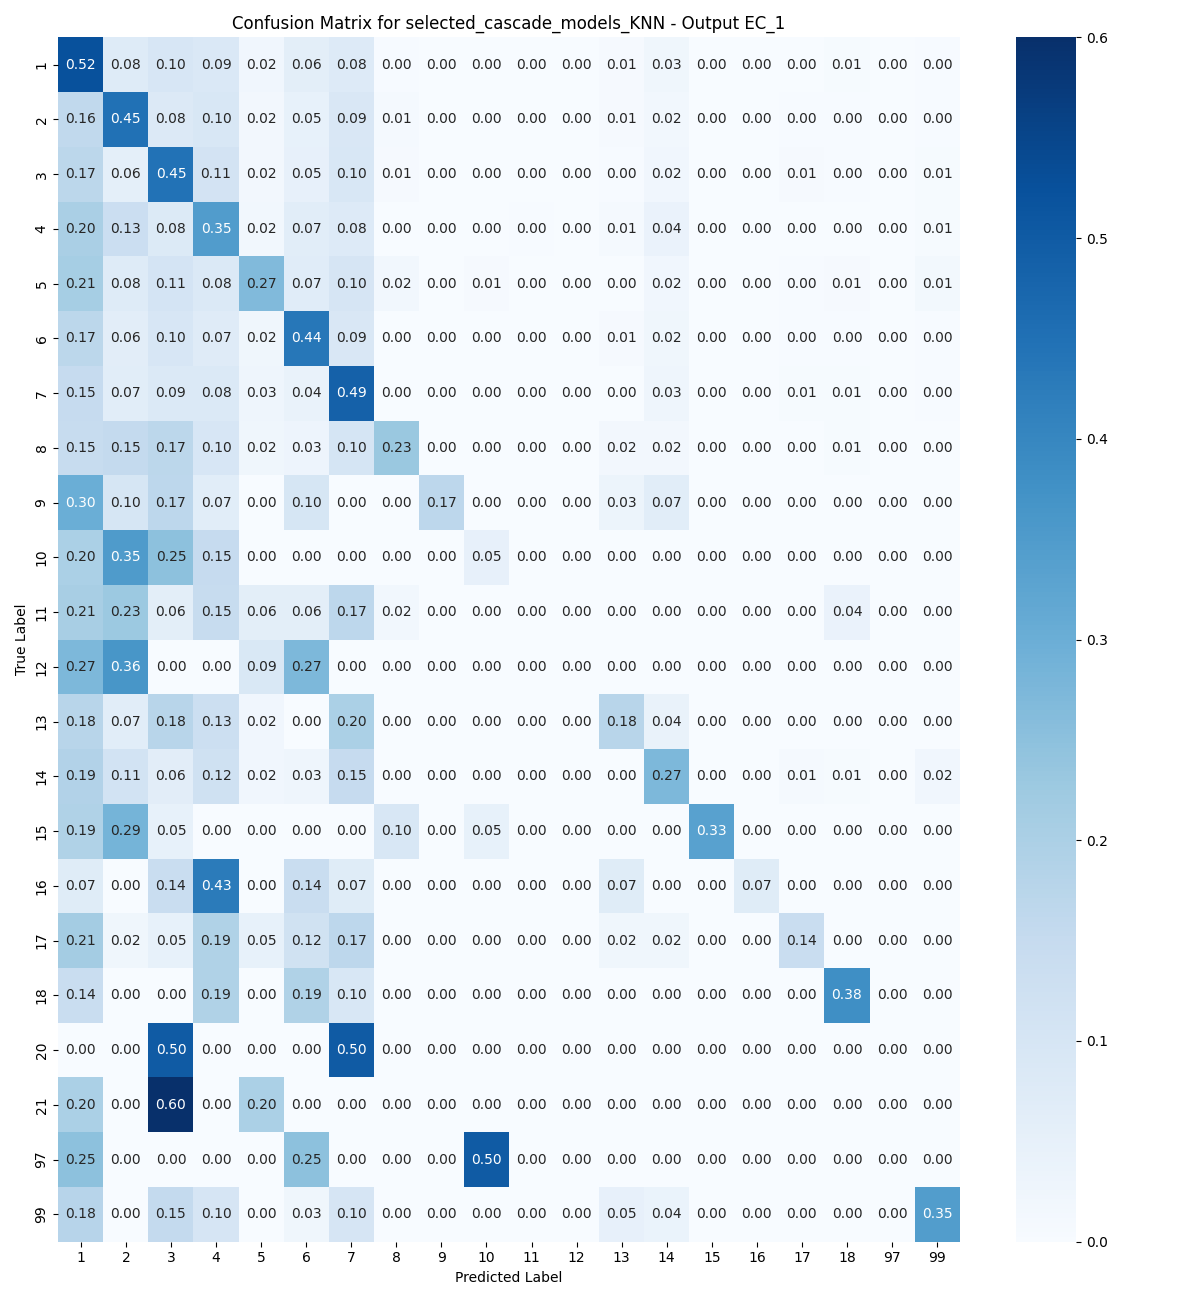 Confusion Matrix for selected_cascade_models_KNN - Output EC_1
True Label
1 0.52 0.08 0.10 0.09 0.02 0.06 0.08 0.00 0.00 0.00 0.00 0.00 0.01 0.03 0.00 0.00 0.00 0.01 0.00 0.00
2 0.16 0.45 0.08 0.10 0.02 0.05 0.09 0.01 0.00 0.00 0.00 0.00 0.01 0.02 0.00 0.00 0.00 0.00 0.00 0.00
3 0.17 0.06 0.45 0.11 0.02 0.05 0.10 0.01 0.00 0.00 0.00 0.00 0.00 0.02 0.00 0.00 0.01 0.00 0.00 0.01
4 0.20 0.13 0.08 0.35 0.02 0.07 0.08 0.00 0.00 0.00 0.00 0.00 0.01 0.04 0.00 0.00 0.00 0.00 0.00 0.01
5 0.21 0.08 0.11 0.08 0.27 0.07 0.10 0.02 0.00 0.01 0.00 0.00 0.00 0.02 0.00 0.00 0.00 0.01 0.00 0.01
6 0.17 0.06 0.10 0.07 0.02 0.44 0.09 0.00 0.00 0.00 0.00 0.00 0.01 0.02 0.00 0.00 0.00 0.00 0.00 0.00
7 0.15 0.07 0.09 0.08 0.03 0.04 0.49 0.00 0.00 0.00 0.00 0.00 0.00 0.03 0.00 0.00 0.01 0.01 0.00 0.00
8 0.15 0.15 0.17 0.10 0.02 0.03 0.10 0.23 0.00 0.00 0.00 0.00 0.02 0.02 0.00 0.00 0.00 0.01 0.00 0.00
9 0.30 0.10 0.17 0.07 0.00 0.10 0.00 0.00 0.17 0.00 0.00 0.00 0.03 0.07 0.00 0.00 0.00 0.00 0.00 0.00
10 0.20 0.35 0.25 0.15 0.00 0.00 0.00 0.00 0.00 0.05 0.00 0.00 0.00 0.00 0.00 0.00 0.00 0.00 0.00 0.00
11 0.21 0.23 0.06 0.15 0.06 0.06 0.17 0.02 0.00 0.00 0.00 0.00 0.00 0.00 0.00 0.00 0.00 0.04 0.00 0.00
12 0.27 0.36 0.00 0.00 0.09 0.27 0.00 0.00 0.00 0.00 0.00 0.00 0.00 0.00 0.00 0.00 0.00 0.00 0.00 0.00
13 0.18 0.07 0.18 0.13 0.02 0.00 0.20 0.00 0.00 0.00 0.00 0.00 0.18 0.04 0.00 0.00 0.00 0.00 0.00 0.00
14 0.19 0.11 0.06 0.12 0.02 0.03 0.15 0.00 0.00 0.00 0.00 0.00 0.00 0.27 0.00 0.00 0.01 0.01 0.00 0.02
15 0.19 0.29 0.05 0.00 0.00 0.00 0.00 0.10 0.00 0.05 0.00 0.00 0.00 0.00 0.33 0.00 0.00 0.00 0.00 0.00
16 0.07 0.00 0.14 0.43 0.00 0.14 0.07 0.00 0.00 0.00 0.00 0.00 0.07 0.00 0.00 0.07 0.00 0.00 0.00 0.00
17 0.21 0.02 0.05 0.19 0.05 0.12 0.17 0.00 0.00 0.00 0.00 0.00 0.02 0.02 0.00 0.00 0.14 0.00 0.00 0.00
18 0.14 0.00 0.00 0.19 0.00 0.19 0.10 0.00 0.00 0.00 0.00 0.00 0.00 0.00 0.00 0.00 0.00 0.38 0.00 0.00
20 0.00 0.00 0.50 0.00 0.00 0.00 0.50 0.00 0.00 0.00 0.00 0.00 0.00 0.00 0.00 0.00 0.00 0.00 0.00 0.00
21 0.20 0.00 0.60 0.00 0.20 0.00 0.00 0.00 0.00 0.00 0.00 0.00 0.00 0.00 0.00 0.00 0.00 0.00 0.00 0.00
97 0.25 0.00 0.00 0.00 0.00 0.25 0.00 0.00 0.00 0.50 0.00 0.00 0.00 0.00 0.00 0.00 0.00 0.00 0.00 0.00
99 0.18 0.00 0.15 0.10 0.00 0.03 0.10 0.00 0.00 0.00 0.00 0.00 0.05 0.04 0.00 0.00 0.00 0.00 0.00 0.35
1 2 3 4 5 6 7 8 9 10 11 12 13 14 15 16 17 18 97 99
Predicted Label
0.6
0.5
0.4
0.3
0.2
0.1
0.0